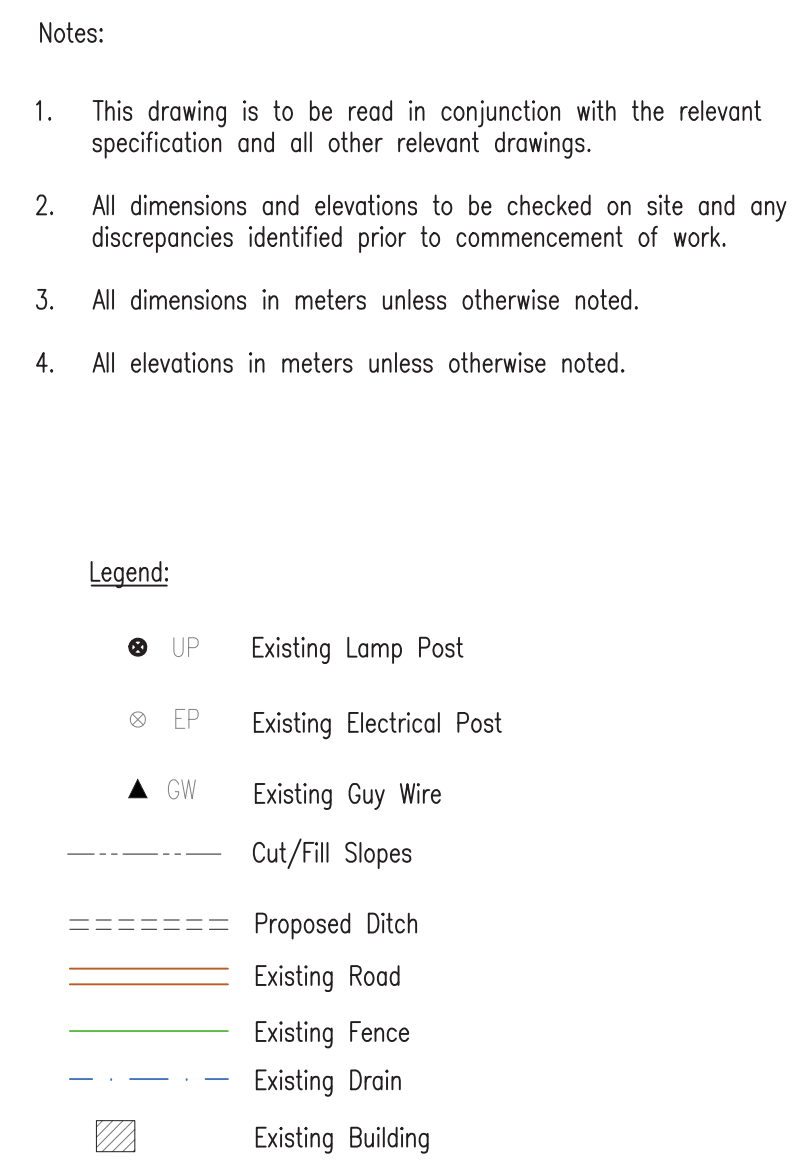 Notes:
1. This drawing is to be read in conjunction with the relevant
specification and all other relevant drawings.
2. All dimensions and elevations to be checked on site and any
discrepancies identified prior to commencement of work.
3. All dimensions in meters unless otherwise noted.
4. All elevations in meters unless otherwise noted.
Legend:
UP Existing Lamp Post
EP Existing Electrical Post
GW Existing Guy Wire
Cut/Fill Slopes
Proposed Ditch
Existing Road
Existing Fence
Existing Drain
Existing Building